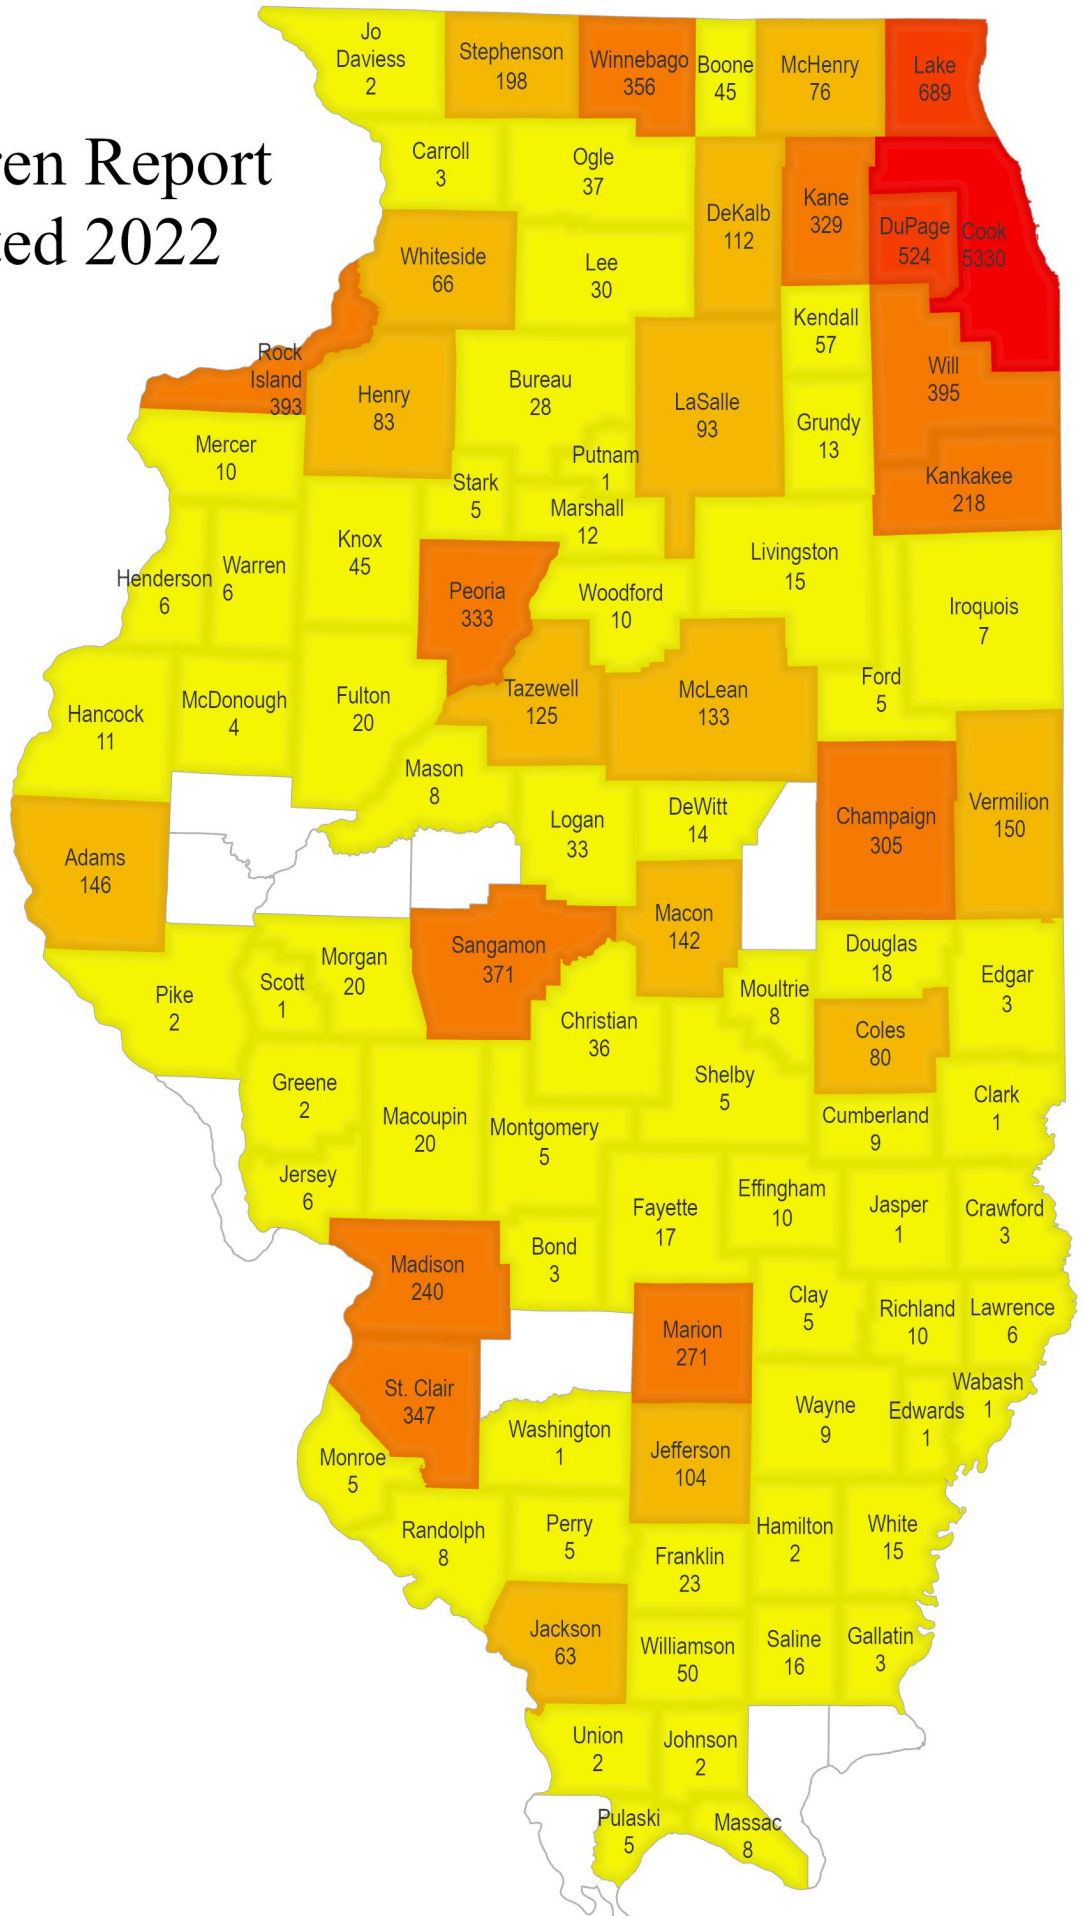 Jo
Daviess
2
Stephenson
198
Winnebago
356
Boone
45
McHenry
76
Lake
689
ren Report
ted 2022
Carroll
3
Ogle
37
DeKalb
112
Kane
329
DuPage
524
Cook
5330
Whiteside
66
Lee
30
Kendall
57
Rock
Island
393
Henry
83
Bureau
28
LaSalle
93
Will
395
Grundy
13
Mercer
10
Putnam
1
Stark
5
Marshall
12
Kankakee
218
Knox
45
Henderson
6
Warren
6
Peoria
333
Woodford
10
Livingston
15
Iroquois
7
Ford
5
Hancock
11
McDonough
4
Fulton
20
Tazewell
125
McLean
133
Mason
8
Logan
33
DeWitt
14
Champaign
305
Vermilion
150
Adams
146
Macon
142
Sangamon
371
Morgan
20
Scott
1
Pike
2
Christian
36
Moultrie
8
Douglas
18
Edgar
3
Coles
80
Shelby
5
Greene
2
Macoupin
20
Montgomery
5
Cumberland
9
Clark
1
Jersey
6
Fayette
17
Effingham
10
Jasper
1
Crawford
3
Madison
240
Bond
3
Marion
271
Clay
5
Richland
10
Lawrence
6
St. Clair
347
Washington
1
Wayne
9
Edwards
1
Wabash
1
Monroe
5
Jefferson
104
Randolph
8
Perry
5
Franklin
23
Hamilton
2
White
15
Jackson
63
Williamson
50
Saline
16
Gallatin
3
Union
2
Johnson
2
Pulaski
5
Massac
8